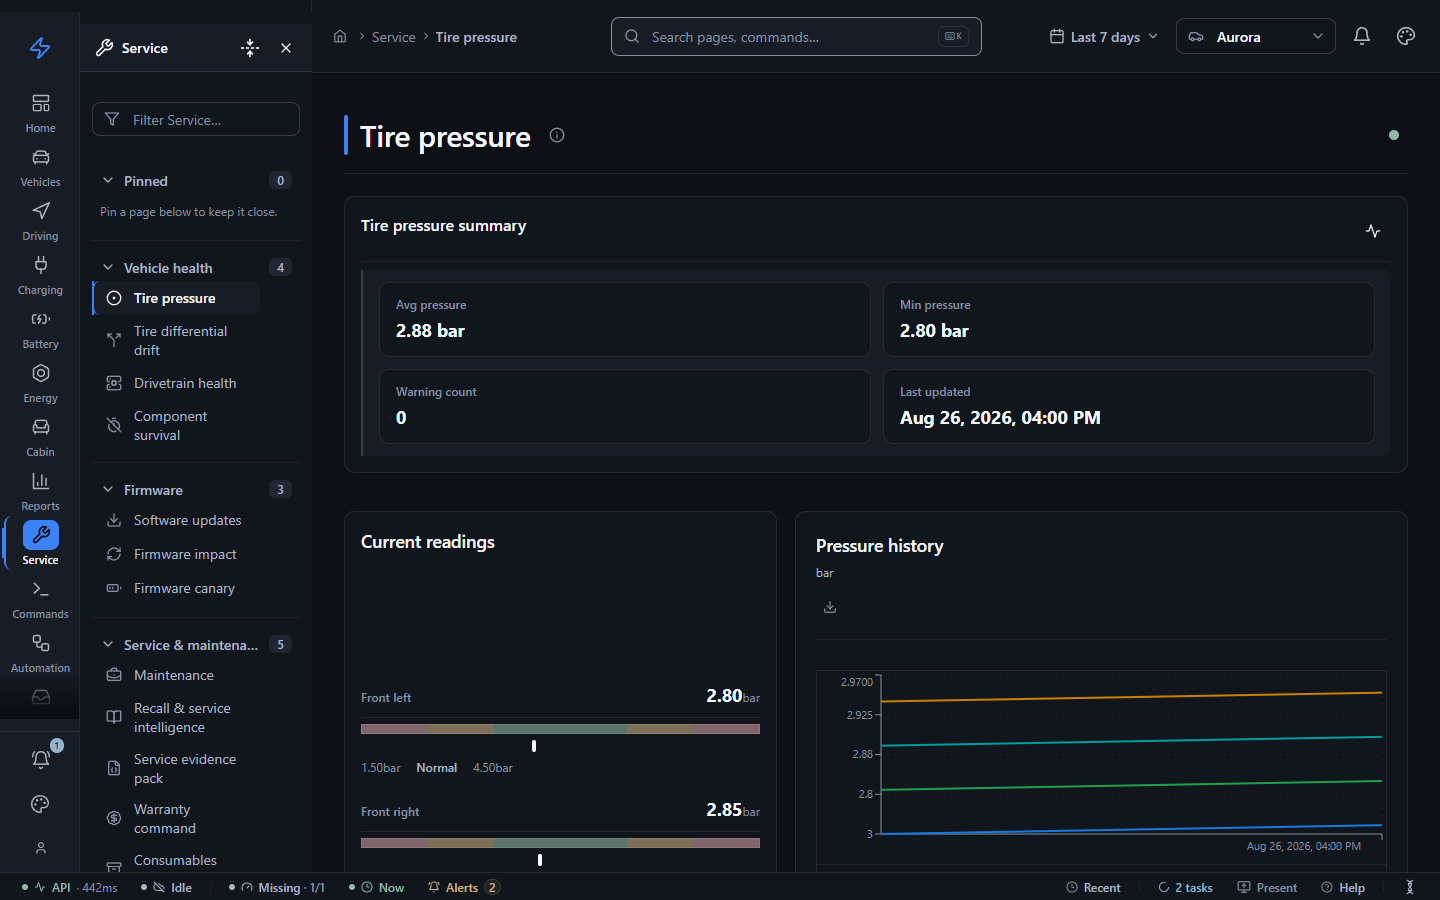 Service
Service
Tire pressure
Search pages, commands...
K
Last 7 days
Aurora
Home
Vehicles
Driving
Charging
Battery
Energy
Cabin
Reports
Service
Commands
Automation
1
Filter Service...
Pinned
0
Pin a page below to keep it close.
Vehicle health
4
Tire pressure
Tire differential
drift
Drivetrain health
Component
survival
Firmware
3
Software updates
Firmware impact
Firmware canary
Service & maintena...
5
Maintenance
Recall & service
intelligence
Service evidence
pack
Warranty
command
Consumables
Tire pressure
Tire pressure summary
Avg pressure
2.88 bar
Min pressure
2.80 bar
Warning count
0
Last updated
Aug 26, 2026, 04:00 PM
Current readings
Front left
2.80bar
1.50bar Normal 4.50bar
Front right
2.85bar
Pressure history
bar
2.9700
2.925
2.88
2.8
3
Aug 26, 2026, 04:00 PM
API · 442ms
Idle
Missing · 1/1
Now
Alerts 2
Recent
2 tasks
Present
Help